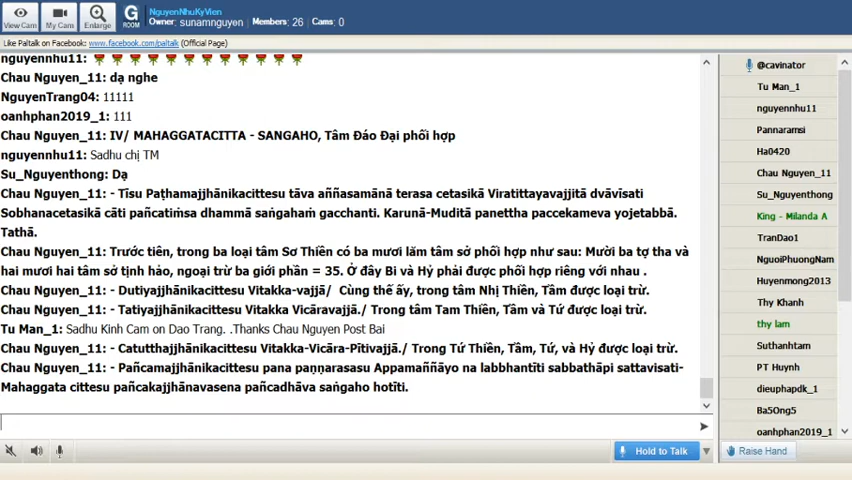 View Cam
My Cam
Enlarge
G
ROOM
NguyenNhuKyVien
Owner: sunamnguyen Members: 26 Cams: 0
Like Paltalk on Facebook: www.facebook.com/paltalk (Official Page)
nguyennhu11:
Chau Nguyen_11: dạ nghe
NguyenTrang04: 11111
oanhphan2019_1: 111
Chau Nguyen_11: IV/ MAHAGGATACITTA - SANGAHO, Tâm Đáo Đại phối hợp
nguyennhu11: Sadhu chị TM
Su_Nguyenthong: Dạ
Chau Nguyen_11: - Tīsu Paṭhamajjhānikacittesu tāva aññasamānā terasa cetasikā Viratittayavajjitā dvāvīsati
Sobhanacetasikā cāti pañcatiṁsa dhammā saṅgahaṁ gacchanti. Karunā-Muditā panettha paccekameva yojetabbā.
Tathā.
Chau Nguyen_11: Trước tiên, trong ba loại tâm Sơ Thiền có ba mươi lăm tâm sở phối hợp như sau: Mười ba tợ tha và
hai mươi hai tâm sở tịnh hảo, ngoại trừ ba giới phần = 35. Ở đây Bi và Hỷ phải được phối hợp riêng với nhau .
Chau Nguyen_11: - Dutiyajjhānikacittesu Vitakka-vajjā/ Cùng thế ấy, trong tâm Nhị Thiền, Tầm được loại trừ.
Chau Nguyen_11: - Tatiyajjhānikacittesu Vitakka Vicāravajjā./ Trong tâm Tam Thiền, Tầm và Tứ được loại trừ.
Tu Man_1: Sadhu Kinh Cam on Dao Trang. .Thanks Chau Nguyen Post Bai
Chau Nguyen_11: - Catutthajjhānikacittesu Vitakka-Vicāra-Pītivajjā./ Trong Tứ Thiền, Tầm, Tứ, và Hỷ được loại trừ.
Chau Nguyen_11: - Pañcamajjhānikacittesu pana paṇṇarasasu Appamaññāyo na labbhantīti sabbathāpi sattavisati-
Mahaggata cittesu pañcakajjhānavasena pañcadhāva saṅgaho hotīti.
@cavinator
Tu Man_1
nguyennhu11
Pannaramsi
Ha0420
Chau Nguyen_11
Su_Nguyenthong
King - Milanda A
TranDao1
NguoiPhuongNam
Huyenmong2013
Thy Khanh
thy lam
Suthanhtam
PT Huynh
dieuphapdk_1
Ba5Ong5
oanhphan2019_1
Hold to Talk
Raise Hand